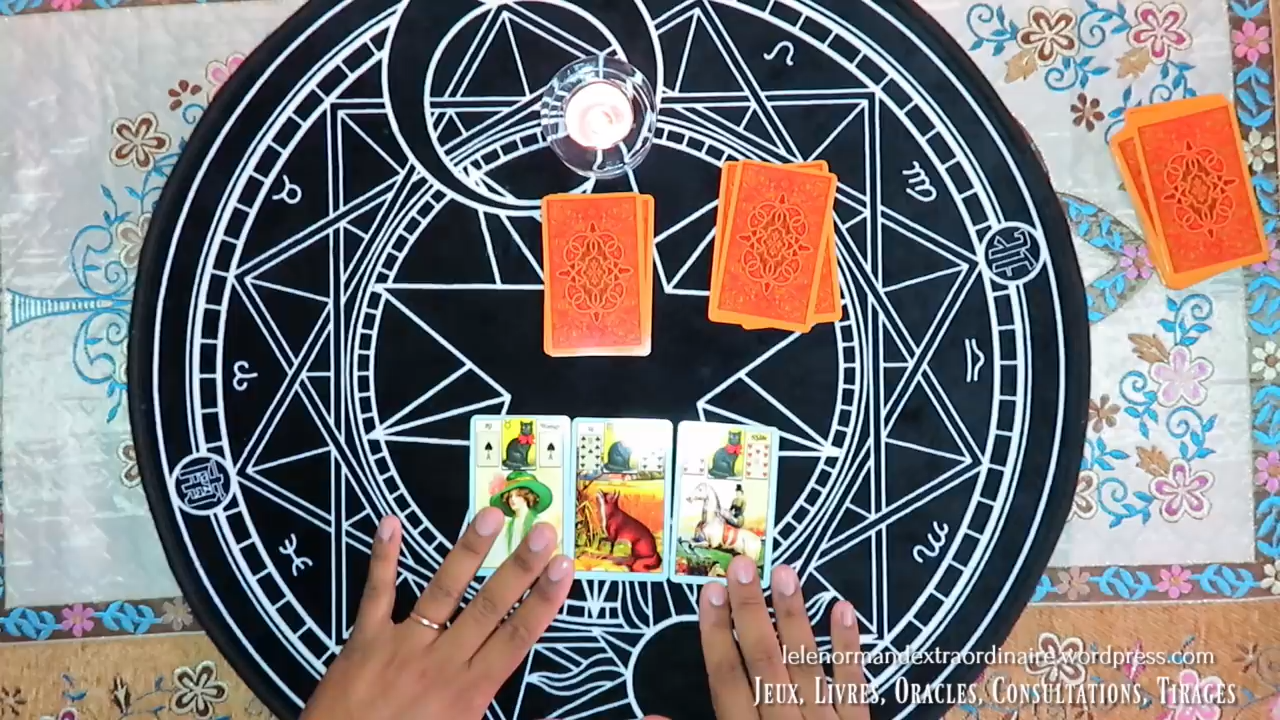 lelenormandextraordinaire.wordpress.com
Jeux, Livres, Oracles, Consultations, Tirages